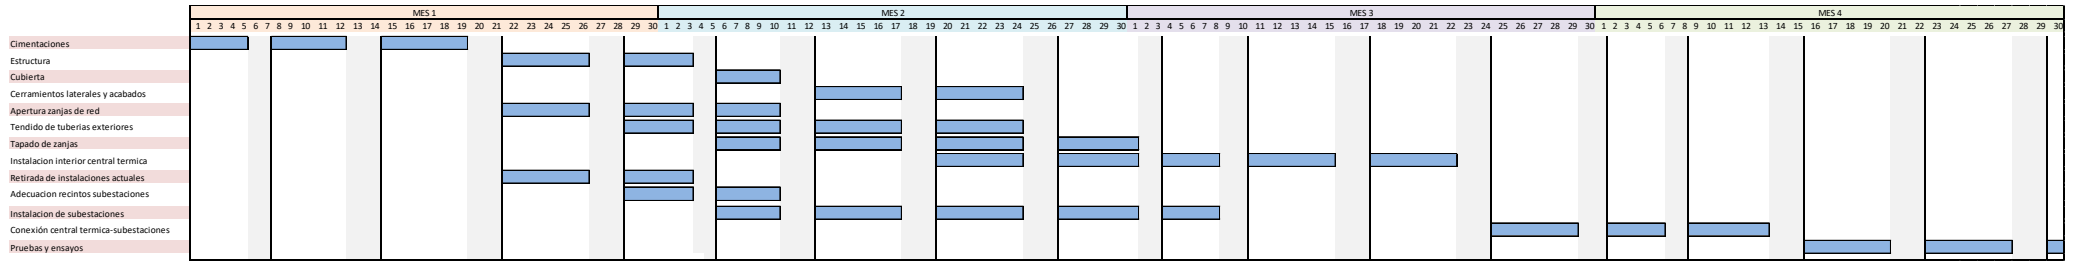 MES 1 MES 2 MES 3 MES 4
1 2 3 4 5 6 7 8 9 10 11 12 13 14 15 16 17 18 19 20 21 22 23 24 25 26 27 28 29 30 1 2 3 4 5 6 7 8 9 10 11 12 13 14 15 16 17 18 19 20 21 22 23 24 25 26 27 28 29 30 1 2 3 3 4 5 6 7 8 9 10 11 12 13 14 15 16 17 18 19 20 21 22 23 24 25 26 27 28 29 30 1 2 3 4 5 6 7 8 9 10 11 12 13 14 15 16 17 18 19 20 21 22 23 24 25 26 27 28 29 30
Cimentaciones
Estructura
Cubierta
Cerramientos laterales y acabados
Apertura zanjas de red
Tendido de tuberias exteriores
Tapado de zanjas
Instalacion interior central termica
Retirada de instalaciones actuales
Adecuacion recintos subestaciones
Instalacion de subestaciones
Conexión central termica-subestaciones
Pruebas y ensayos